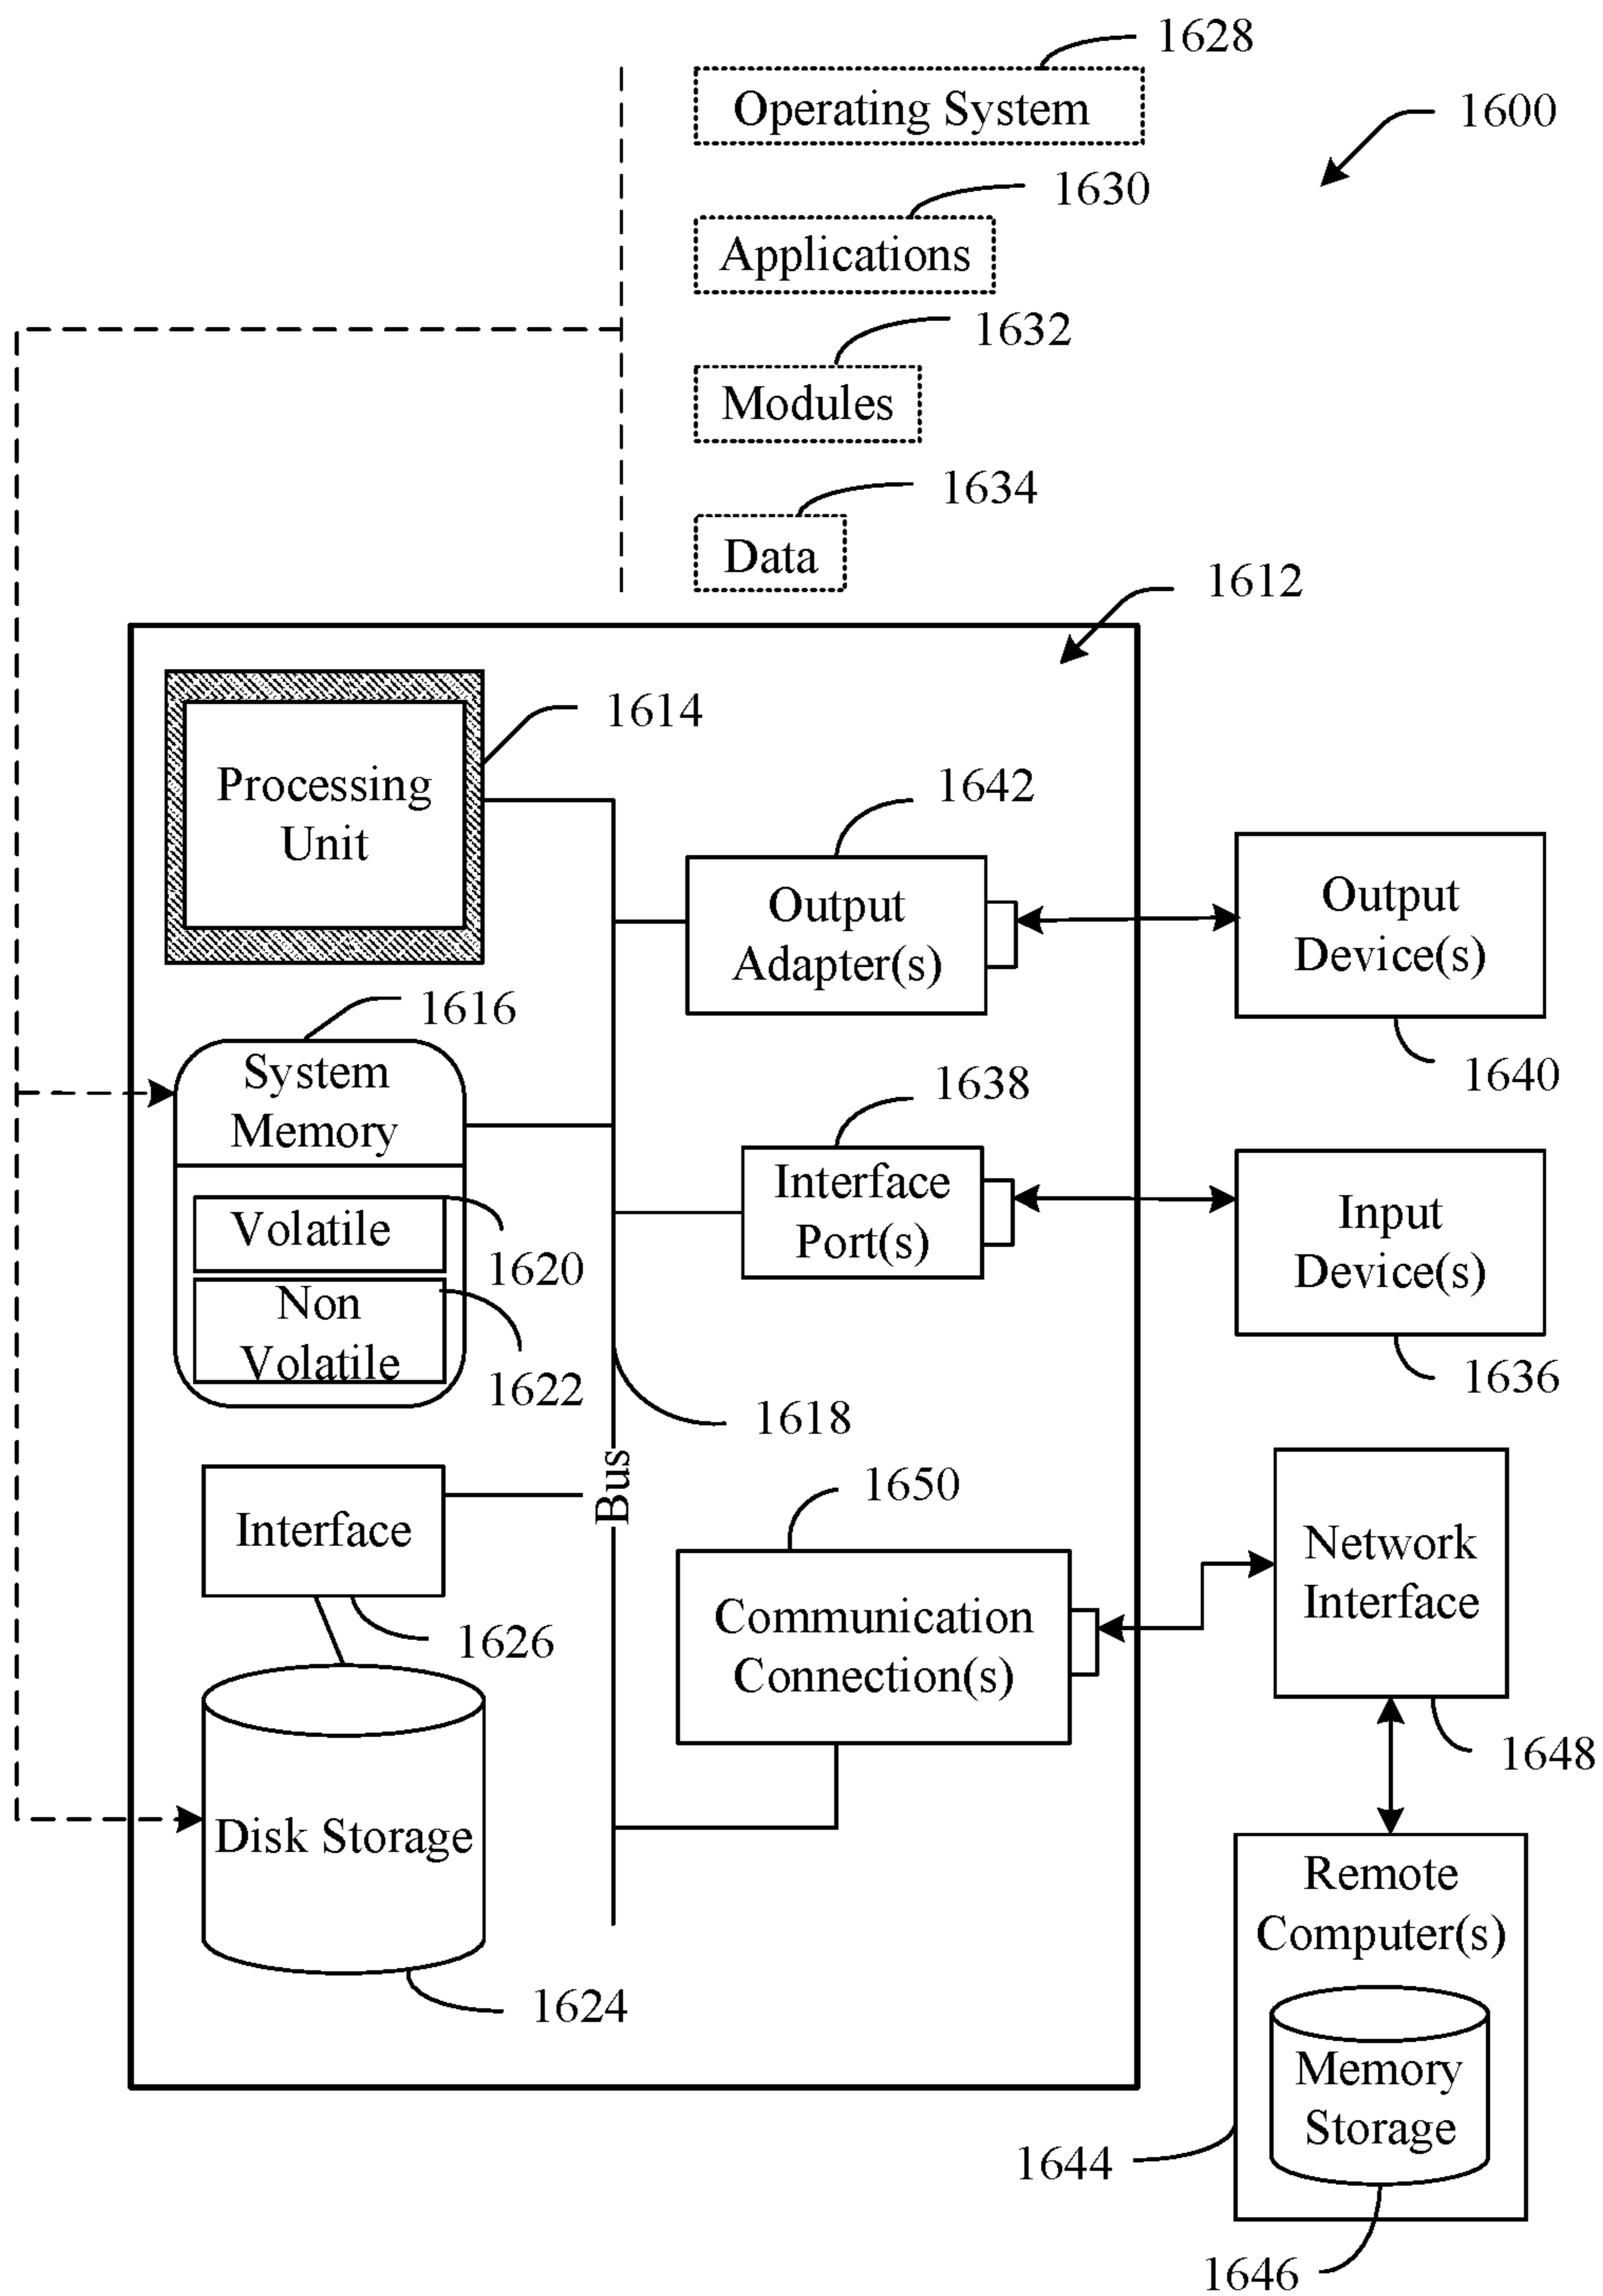 1628
Operating System
1600
1630
Applications
1632
Modules
1634
Data
1612
1614
Processing
Unit
1642
Output
Adapter(s)
Output
Device(s)
1640
1616
System
Memory
1638
Interface
Port(s)
Input
Device(s)
1636
Volatile
1620
Non
Volatile
1622
1618
Bus
1650
Interface
1626
Communication
Connection(s)
Network
Interface
1648
Disk Storage
1624
Remote
Computer(s)
Memory
Storage
1644
1646